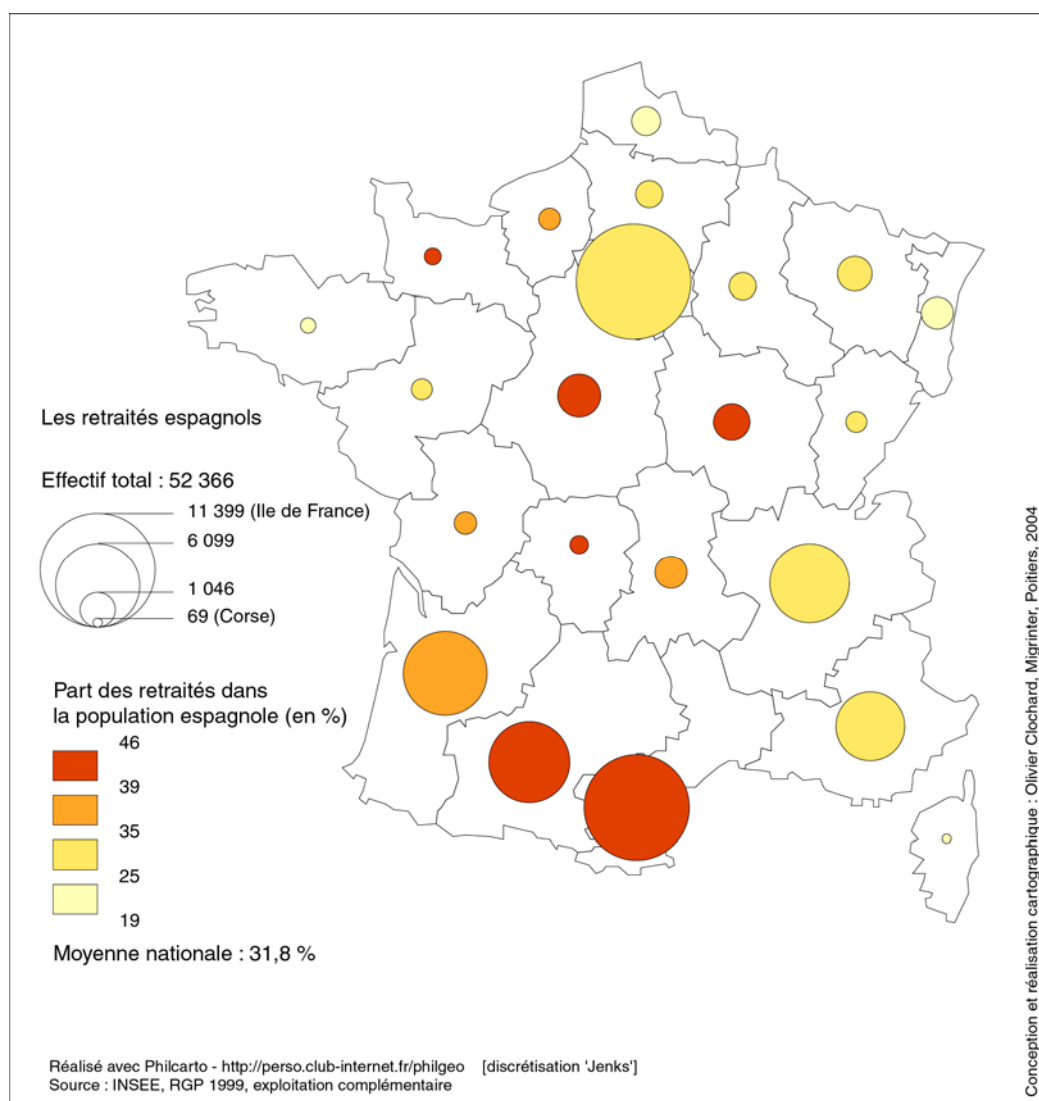 Les retraités espagnols
Effectif total : 52 366
11 399 (Ile de France)
6 099
1 046
69 (Corse)
Part des retraités dans
la population espagnole (en %)
46
39
35
25
19
Moyenne nationale : 31,8 %
Réalisé avec Philcarto - http://perso.club-internet.fr/philgeo [discrétisation 'Jenks']
Source : INSEE, RGP 1999, exploitation complémentaire
Conception et réalisation cartographique : Olivier Clochard, Migrinter, Poitiers, 2004